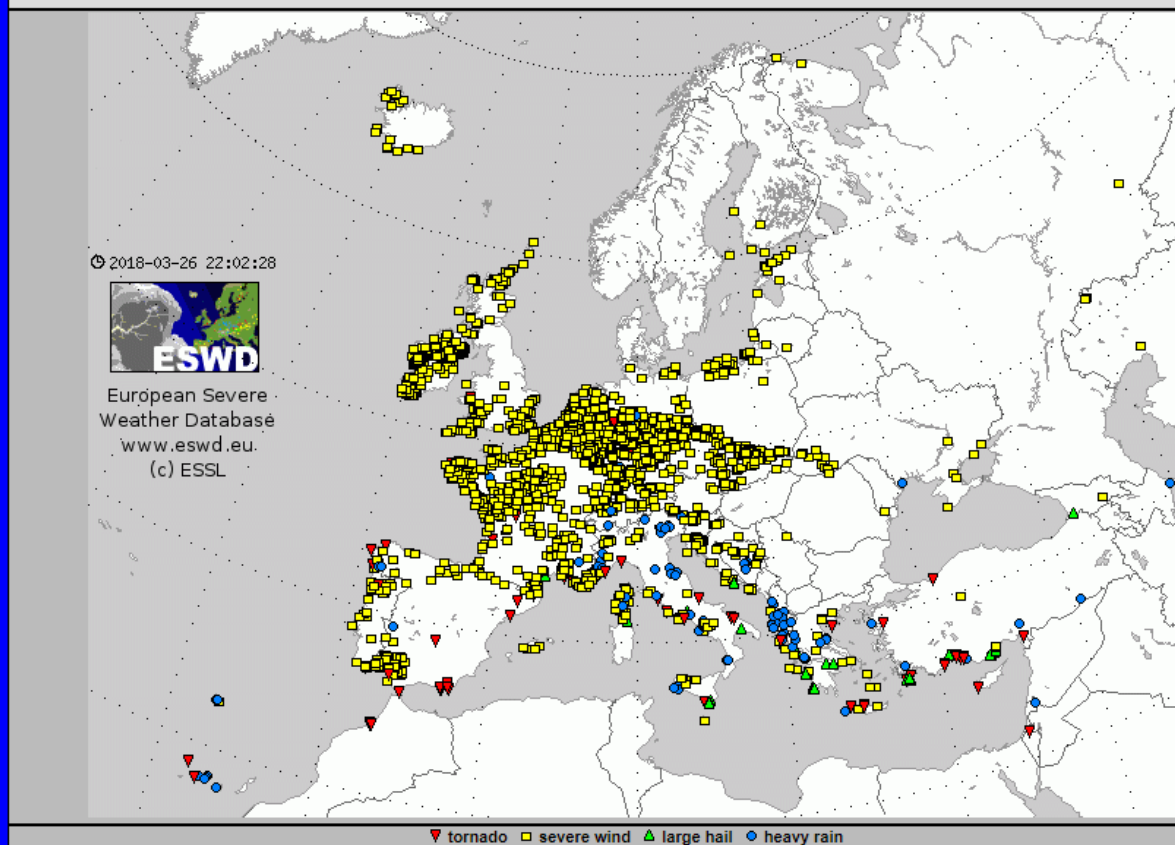 2018-03-26 22:02:28
ESWD
European Severe
Weather Database
www.eswd.eu
(c) ESSL
tornado severe wind large hail heavy rain